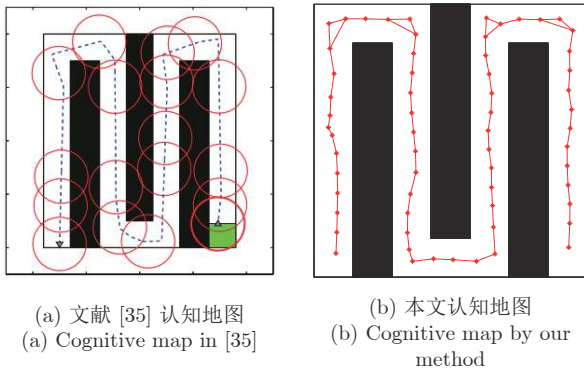 (a) 文献 [35] 认知地图
(a) Cognitive map in [35]
(b) 本文认知地图
(b) Cognitive map by our
method